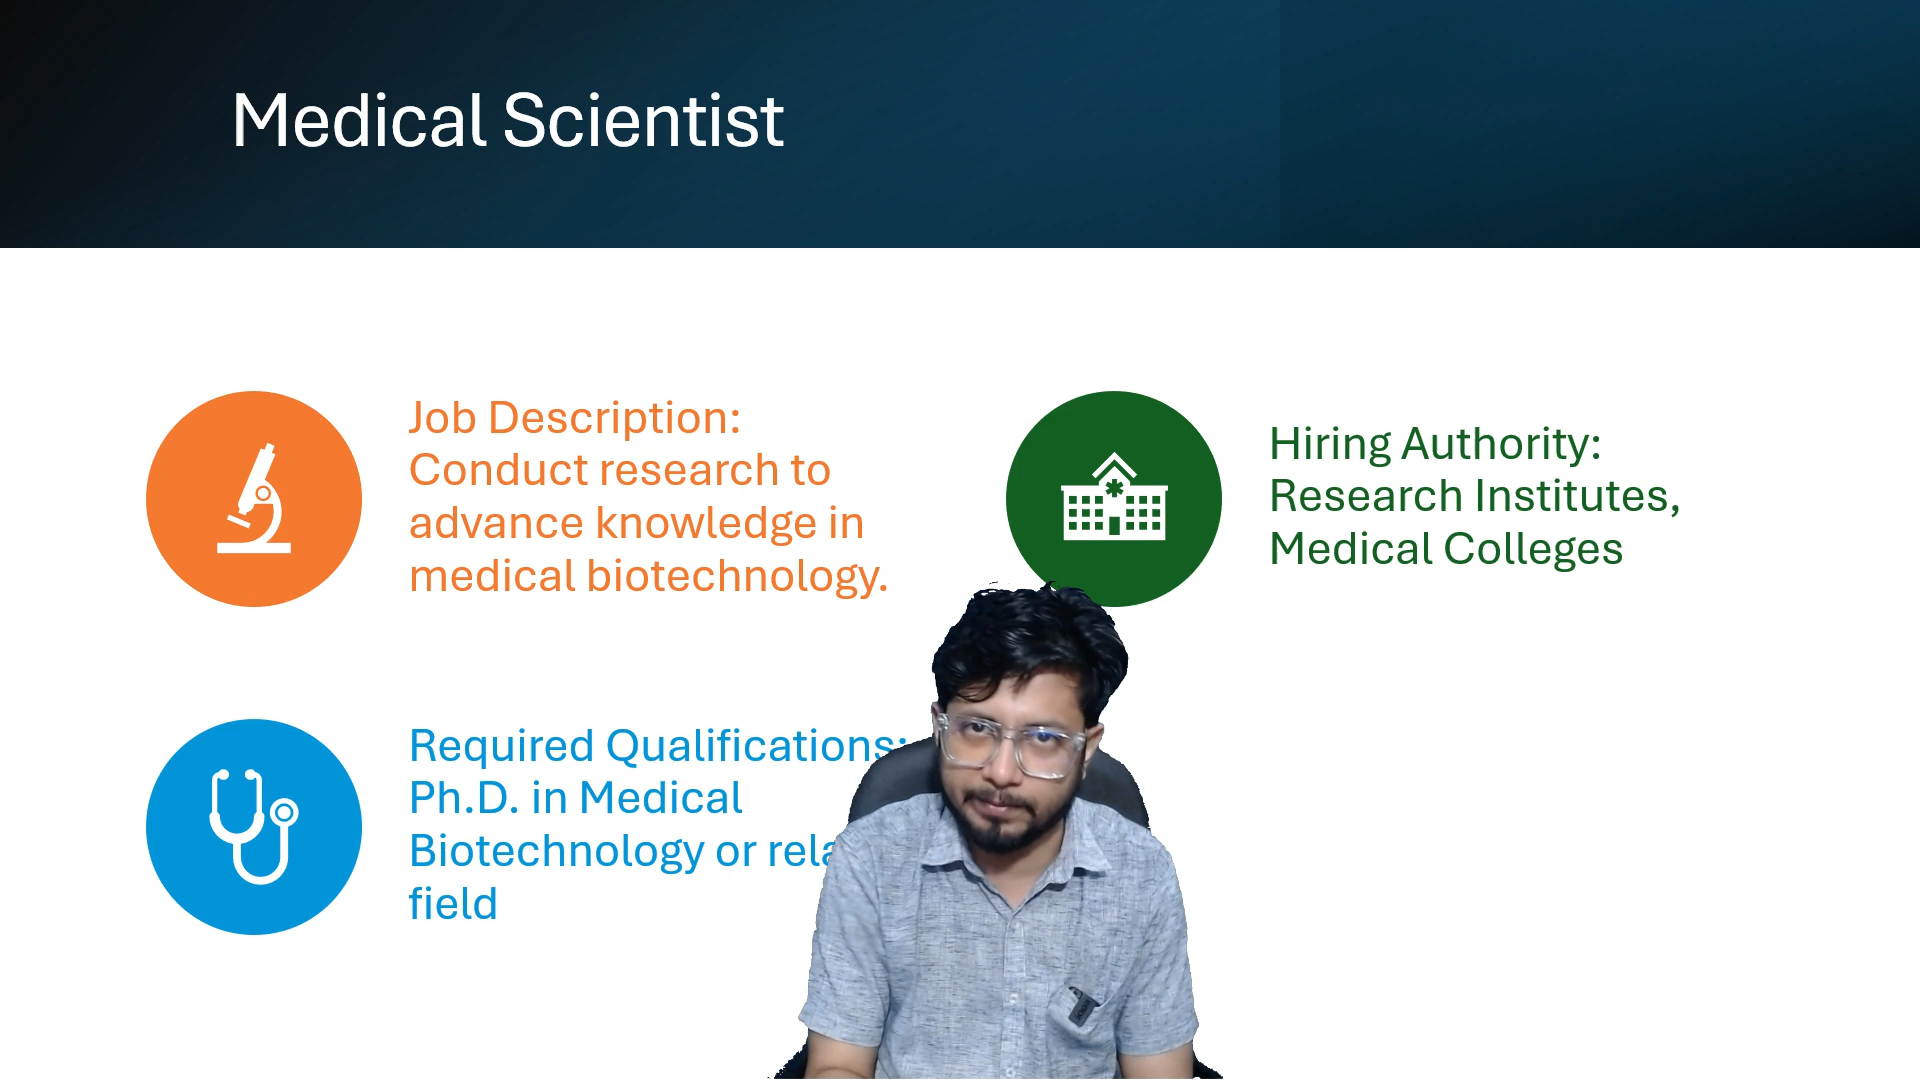 Medical Scientist
Job Description:
Conduct research to
advance knowledge in
medical biotechnology.
Hiring Authority:
Research Institutes,
Medical Colleges
Required Qualifications:
Ph.D. in Medical
Biotechnology or
field